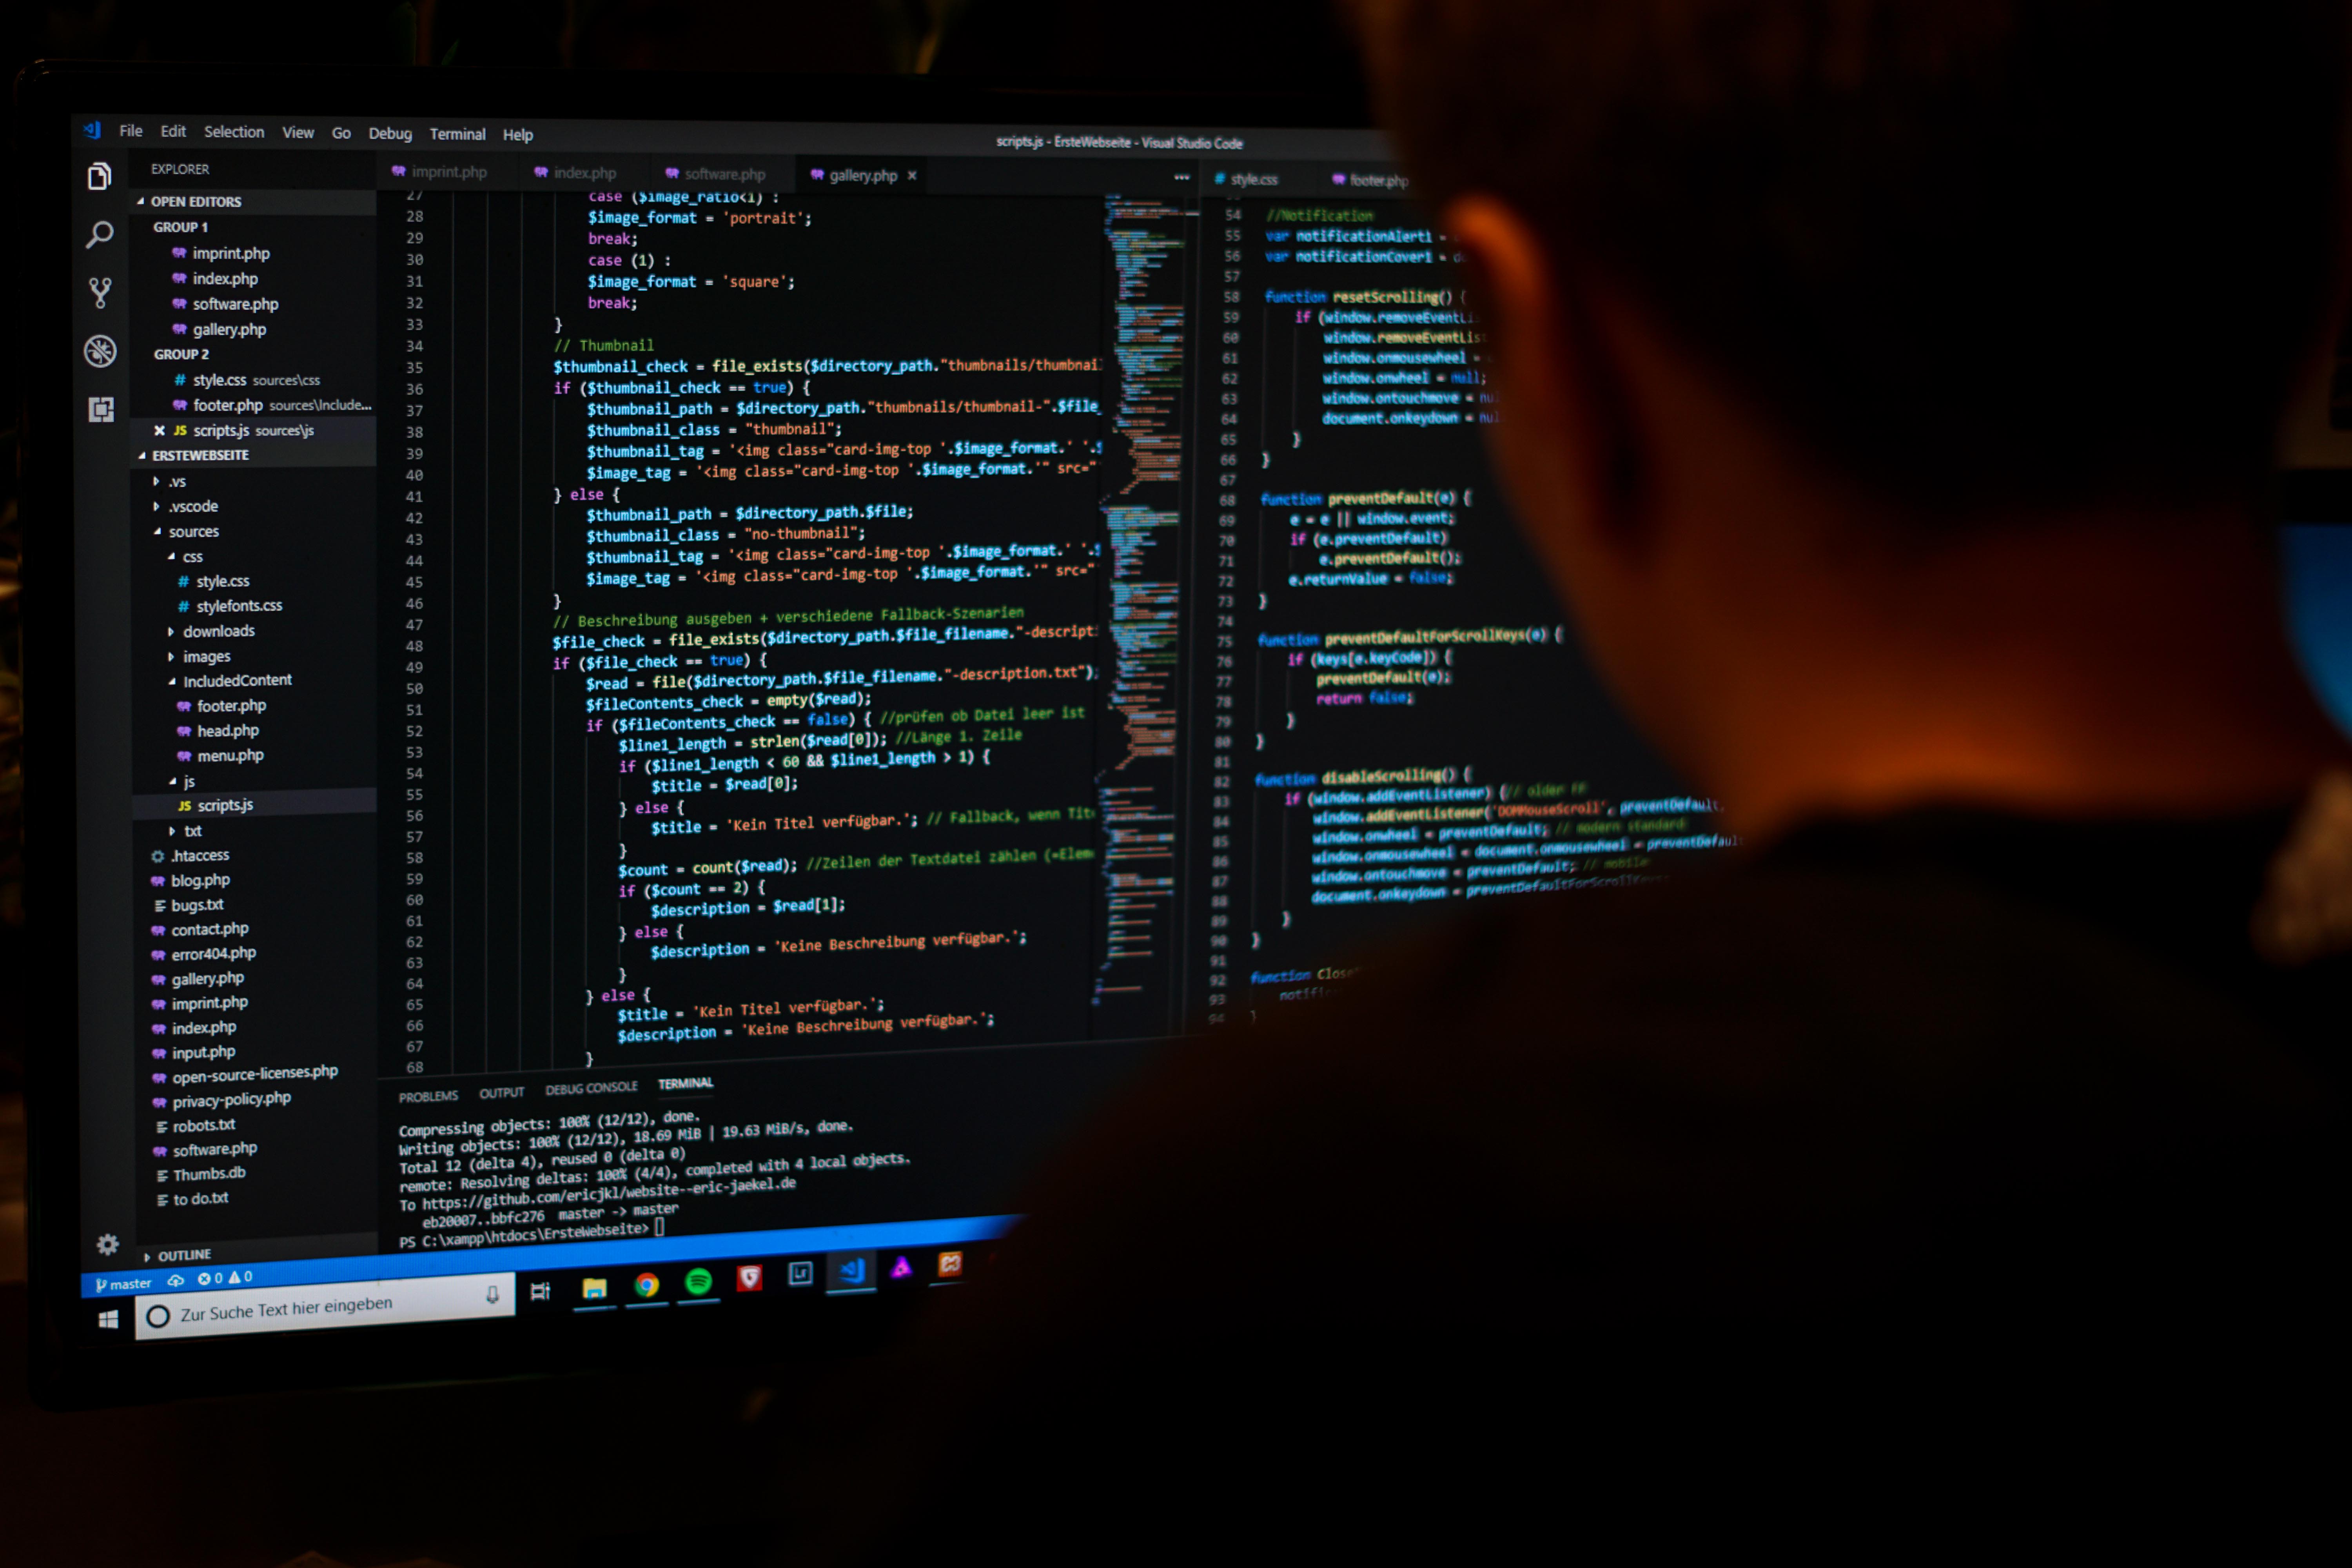 File Edit Selection View Go Debug Terminal Help
scripts.js - ErsteWebseite - Visual Studio Code
EXPLORER
OPEN EDITORS
GROUP 1
imprint.php
index.php
software.php
gallery.php
GROUP 2
style.css sources\css
footer.php sources\Include...
JS scripts.js sources\js
ERSTEWEBSEITE
.vs
.vscode
sources
css
# style.css
# stylefonts.css
downloads
images
IncludedContent
footer.php
head.php
menu.php
js
JS scripts.js
txt
.htaccess
blog.php
bugs.txt
contact.php
error404.php
gallery.php
imprint.php
index.php
input.php
open-source-licenses.php
privacy-policy.php
robots.txt
software.php
Thumbs.db
to do.txt
OUTLINE
imprint.php index.php software.php gallery.php
27 case ($image_ratio<1) :
28 $image_format = 'portrait';
29 break;
30 case (1) :
31 $image_format = 'square';
32 break;
33 }
34 // Thumbnail
35 $thumbnail_check = file_exists($directory_path."thumbnails/thumbnail
36 if ($thumbnail_check == true) {
37 $thumbnail_path = $directory_path."thumbnails/thumbnail-".$file_
38 $thumbnail_class = "thumbnail";
39 $thumbnail_tag = '<img class="card-img-top '.$image_format.' '.$
40 $image_tag = '<img class="card-img-top '.$image_format.'" src="
41 } else {
42 $thumbnail_path = $directory_path.$file;
43 $thumbnail_class = "no-thumbnail";
44 $thumbnail_tag = '<img class="card-img-top '.$image_format.' '.$
45 $image_tag = '<img class="card-img-top '.$image_format.'" src="
46 }
47 // Beschreibung ausgeben + verschiedene Fallback-Szenarien
48 $file_check = file_exists($directory_path.$file_filename."-descript
49 if ($file_check == true) {
50 $read = file($directory_path.$file_filename."-description.txt");
51 $fileContents_check = empty($read);
52 if ($fileContents_check == false) { //prüfen ob Datei leer ist
53 $line1_length = strlen($read[0]); //Länge 1. Zeile
54 if ($line1_length < 60 && $line1_length > 1) {
55 $title = $read[0];
56 } else {
57 $title = 'Kein Titel verfügbar.'; // Fallback, wenn Tit
58 }
59 $count = count($read); //Zeilen der Textdatei zählen (=Elem
60 if ($count == 2) {
61 $description = $read[1];
62 } else {
63 $description = 'Keine Beschreibung verfügbar.';
64 }
65 } else {
66 $title = 'Kein Titel verfügbar.';
67 $description = 'Keine Beschreibung verfügbar.';
68 }
style.css footer.php
54 //Notification
55 var notificationAlert1 =
56 var notificationCover1 =
57
58 function resetScrolling() {
59 if (window.removeEventLis
60 window.removeEventLis
61 window.onmousewheel =
62 window.onwheel = null;
63 window.ontouchmove = nu
64 document.onkeydown = nul
65 }
66 }
67
68 function preventDefault(e) {
69 e = e || window.event;
70 if (e.preventDefault)
71 e.preventDefault();
72 e.returnValue = false;
73 }
74
75 function preventDefaultForScrollKeys(e) {
76 if (keys[e.keyCode]) {
77 preventDefault(e);
78 return false;
79 }
80 }
81
82 function disableScrolling() {
83 if (window.addEventListener) { // older FF
84 window.addEventListener('DOMMouseScroll', preventDefault,
85 window.onwheel = preventDefault; // modern standard
86 window.onmousewheel = document.onmousewheel = preventDefault
87 window.ontouchmove = preventDefault; // mobile
88 document.onkeydown = preventDefaultForScrollKeys;
89 }
90 }
91
92 function Close
93 notific
94 }
PROBLEMS OUTPUT DEBUG CONSOLE TERMINAL
Compressing objects: 100% (12/12), done.
Writing objects: 100% (12/12), 18.69 MiB | 19.63 MiB/s, done.
Total 12 (delta 4), reused 0 (delta 0)
remote: Resolving deltas: 100% (4/4), completed with 4 local objects.
To https://github.com/ericjkl/website--eric-jaekel.de
eb20007..bbfc276 master -> master
PS C:\xampp\htdocs\ErsteWebseite>
master 0 0
Zur Suche Text hier eingeben
Lr